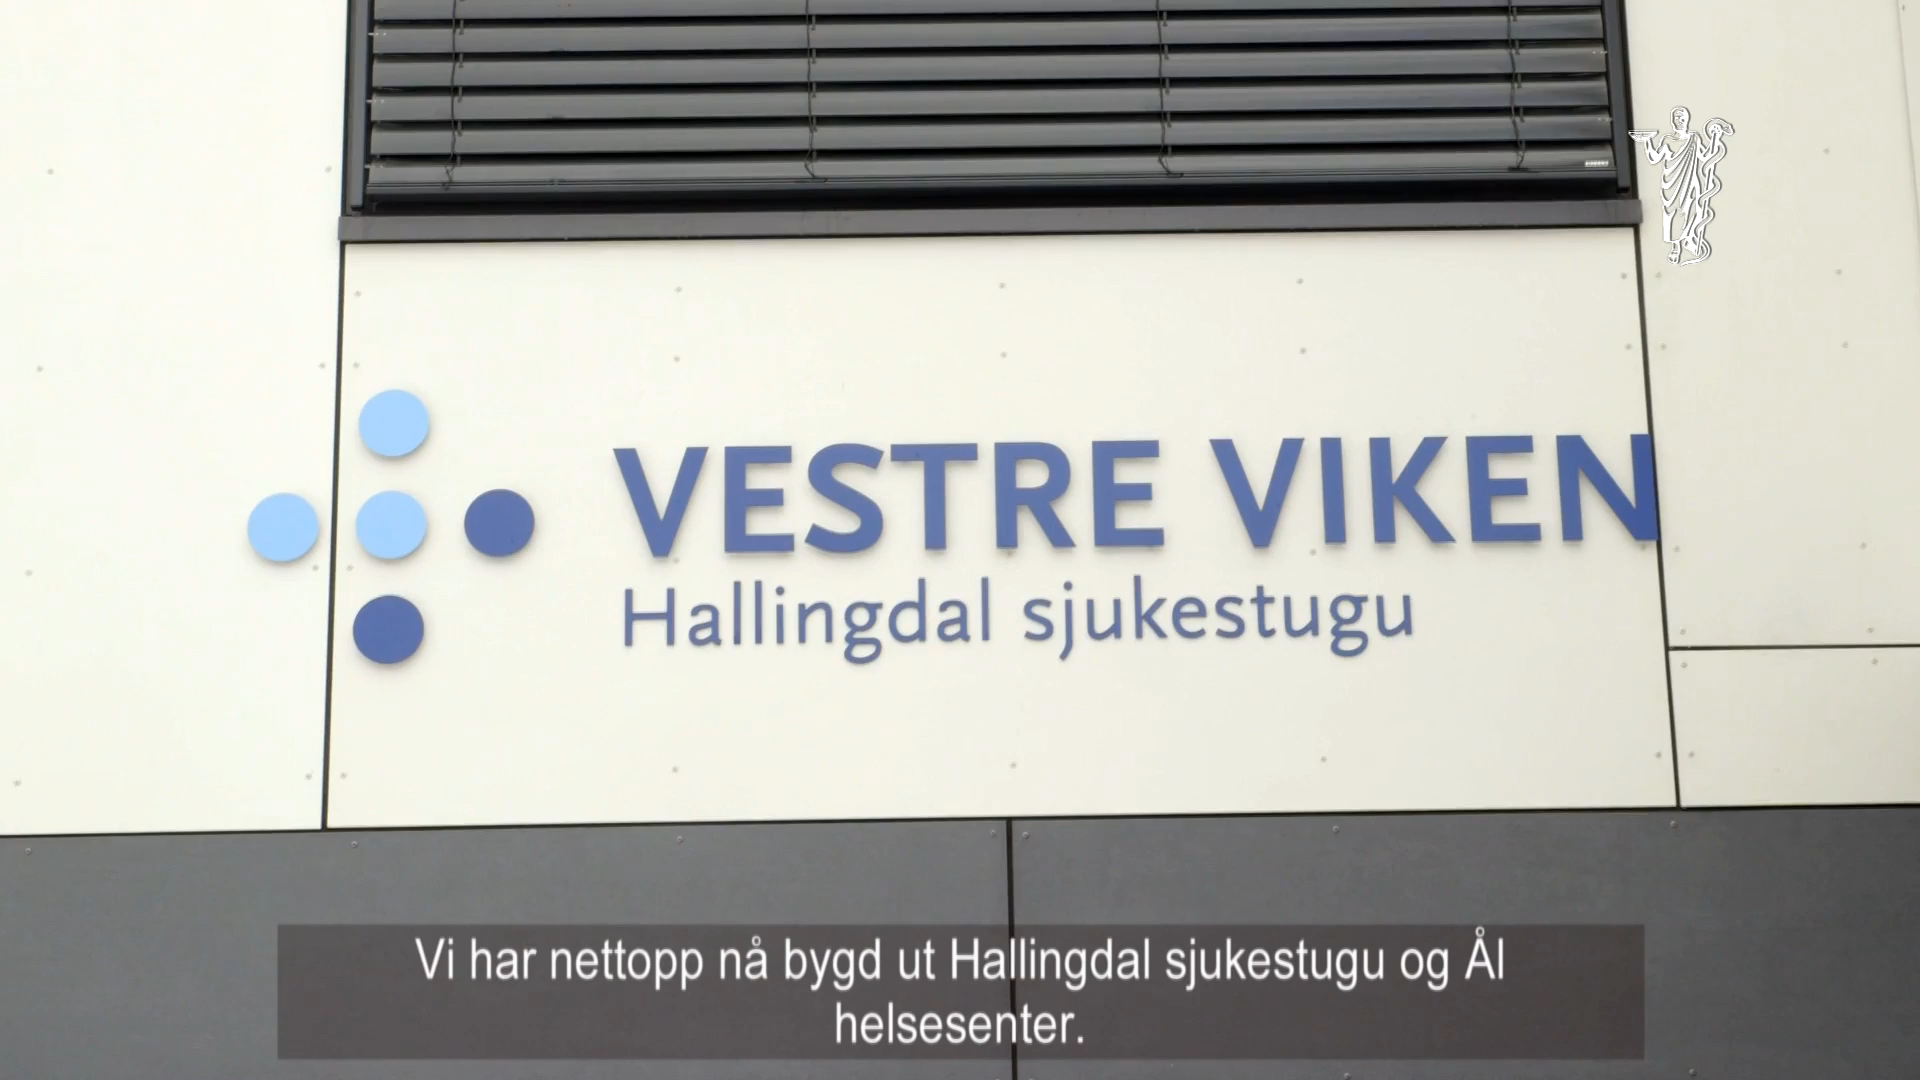 VESTRE VIKEN
Hallingdal sjukestugu
Vi har nettopp nå bygd ut Hallingdal sjukestugu og Ål
helsesenter.